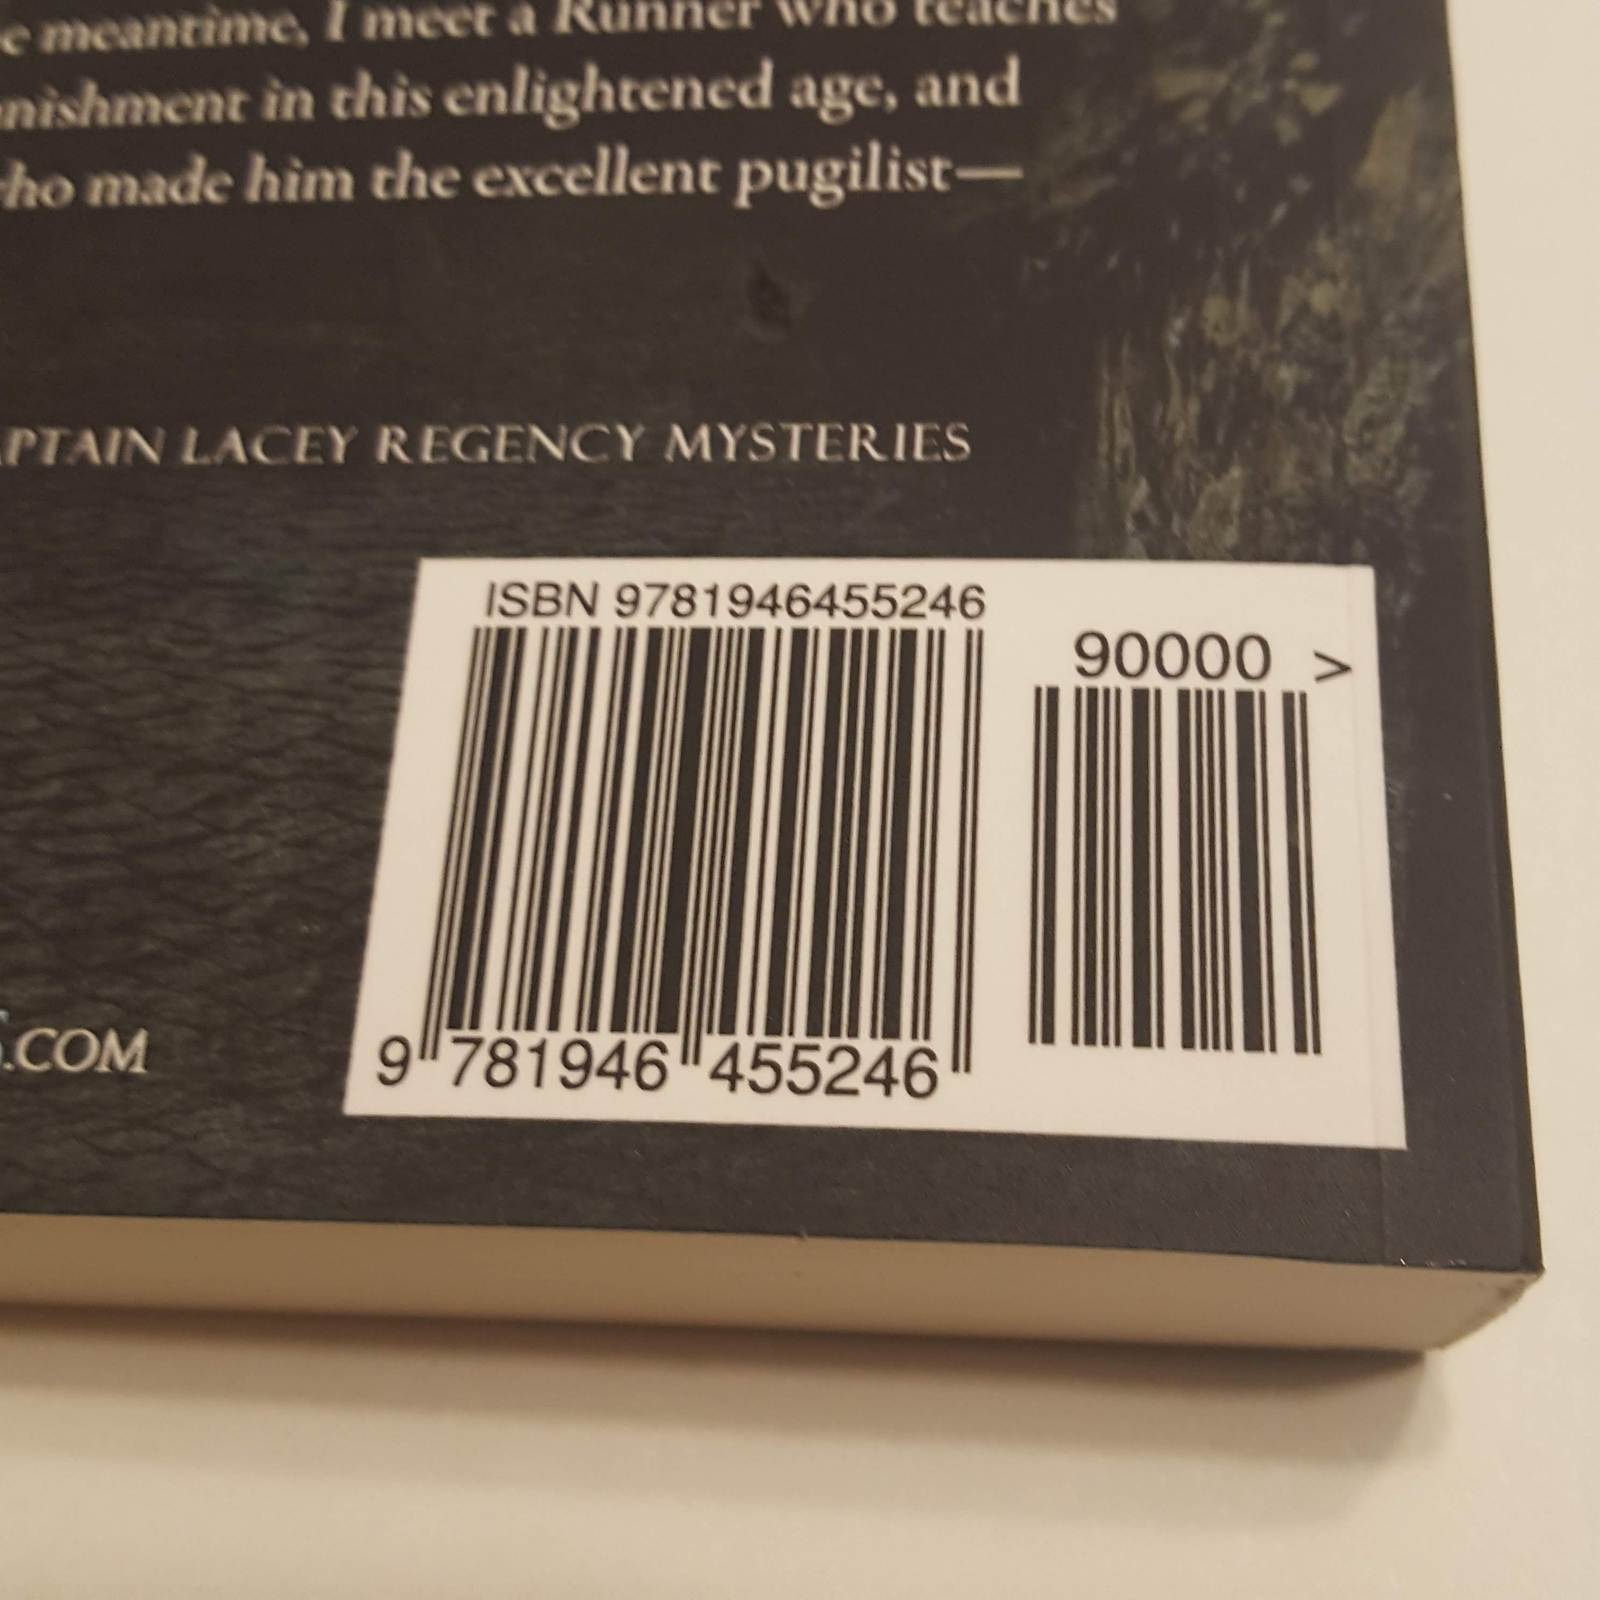 e meantime, I meet a Runner who teaches
nishment in this enlightened age, and
ho made him the excellent pugilist—
PTAIN LACEY REGENCY MYSTERIES
ISBN 9781946455246
90000 >
.COM
9 781946 455246